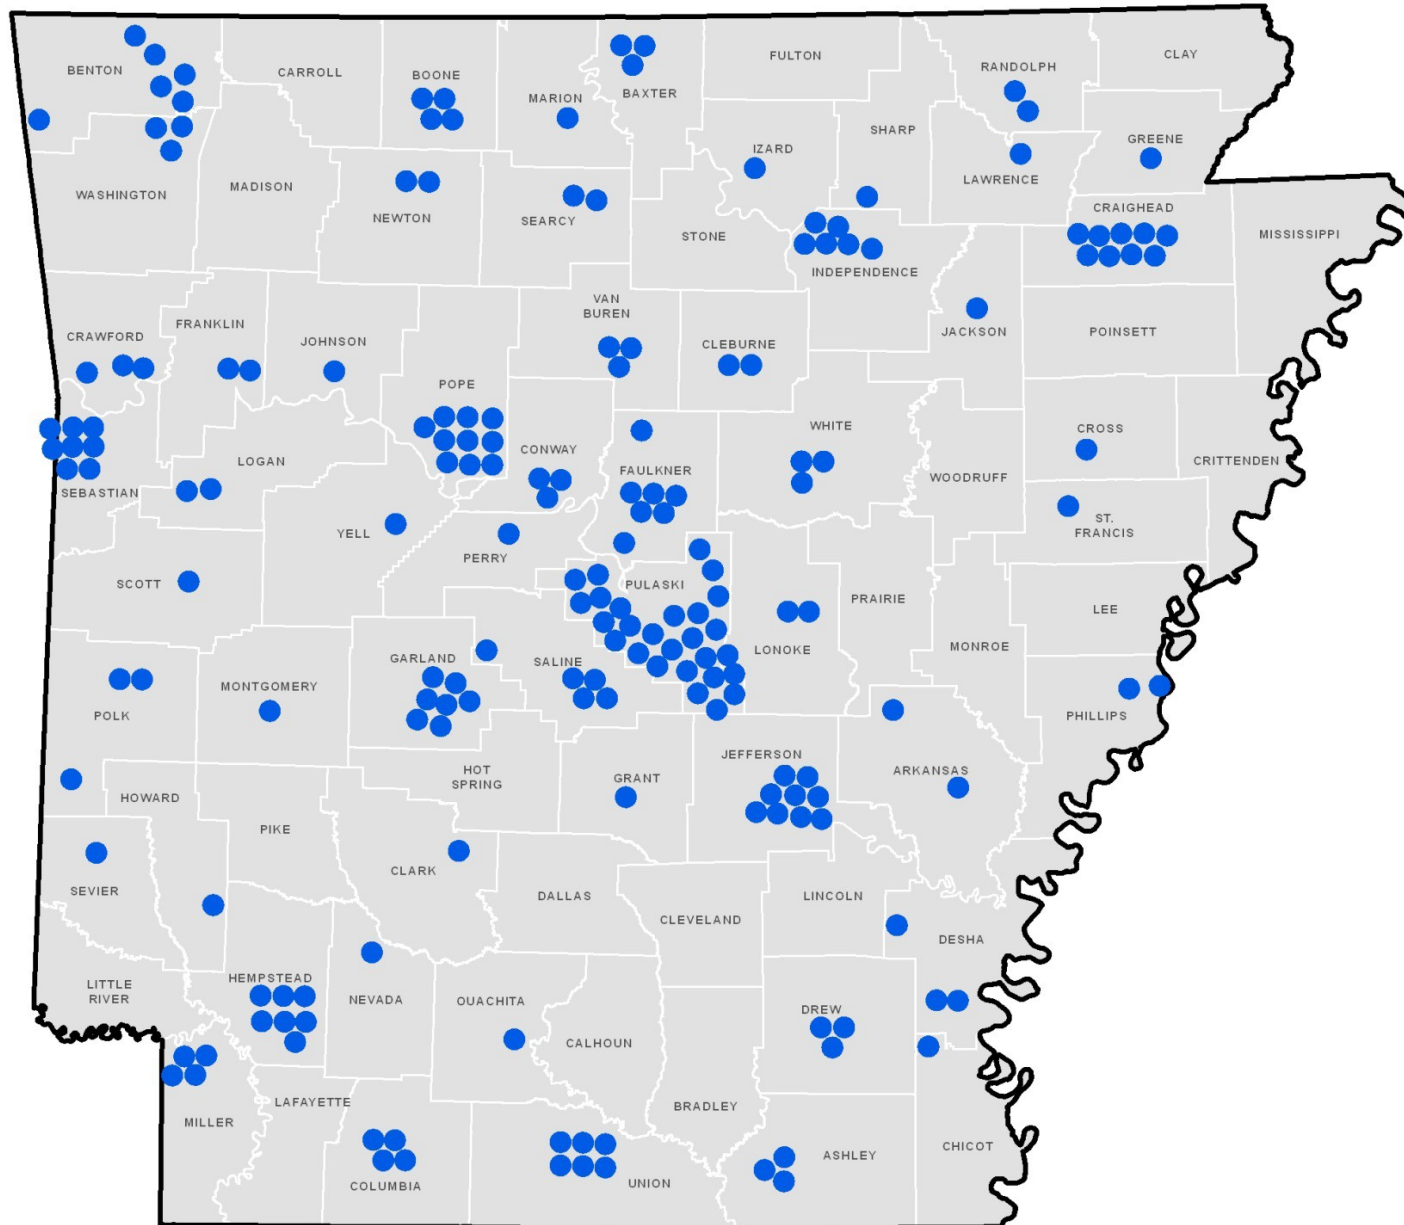 CLAY
FULTON
RANDOLPH
BENTON
CARROLL
BOONE
MARION
BAXTER
SHARP
GREENE
IZARD
LAWRENCE
WASHINGTON
MADISON
NEWTON
SEARCY
STONE
CRAIGHEAD
MISSISSIPPI
INDEPENDENCE
VAN
BUREN
CRAWFORD
FRANKLIN
JOHNSON
CLEBURNE
JACKSON
POINSETT
POPE
WHITE
CROSS
CONWAY
LOGAN
FAULKNER
WOODRUFF
CRITTENDEN
SEBASTIAN
ST.
FRANCIS
YELL
PERRY
SCOTT
PULASKI
PRAIRIE
LEE
GARLAND
SALINE
LONOKE
MONROE
MONTGOMERY
POLK
PHILLIPS
HOT
SPRING
GRANT
JEFFERSON
ARKANSAS
HOWARD
PIKE
CLARK
SEVIER
DALLAS
LINCOLN
CLEVELAND
DESHA
LITTLE
RIVER
HEMPSTEAD
NEVADA
OUACHITA
DREW
CALHOUN
LAFAYETTE
BRADLEY
MILLER
CHICOT
ASHLEY
COLUMBIA
UNION